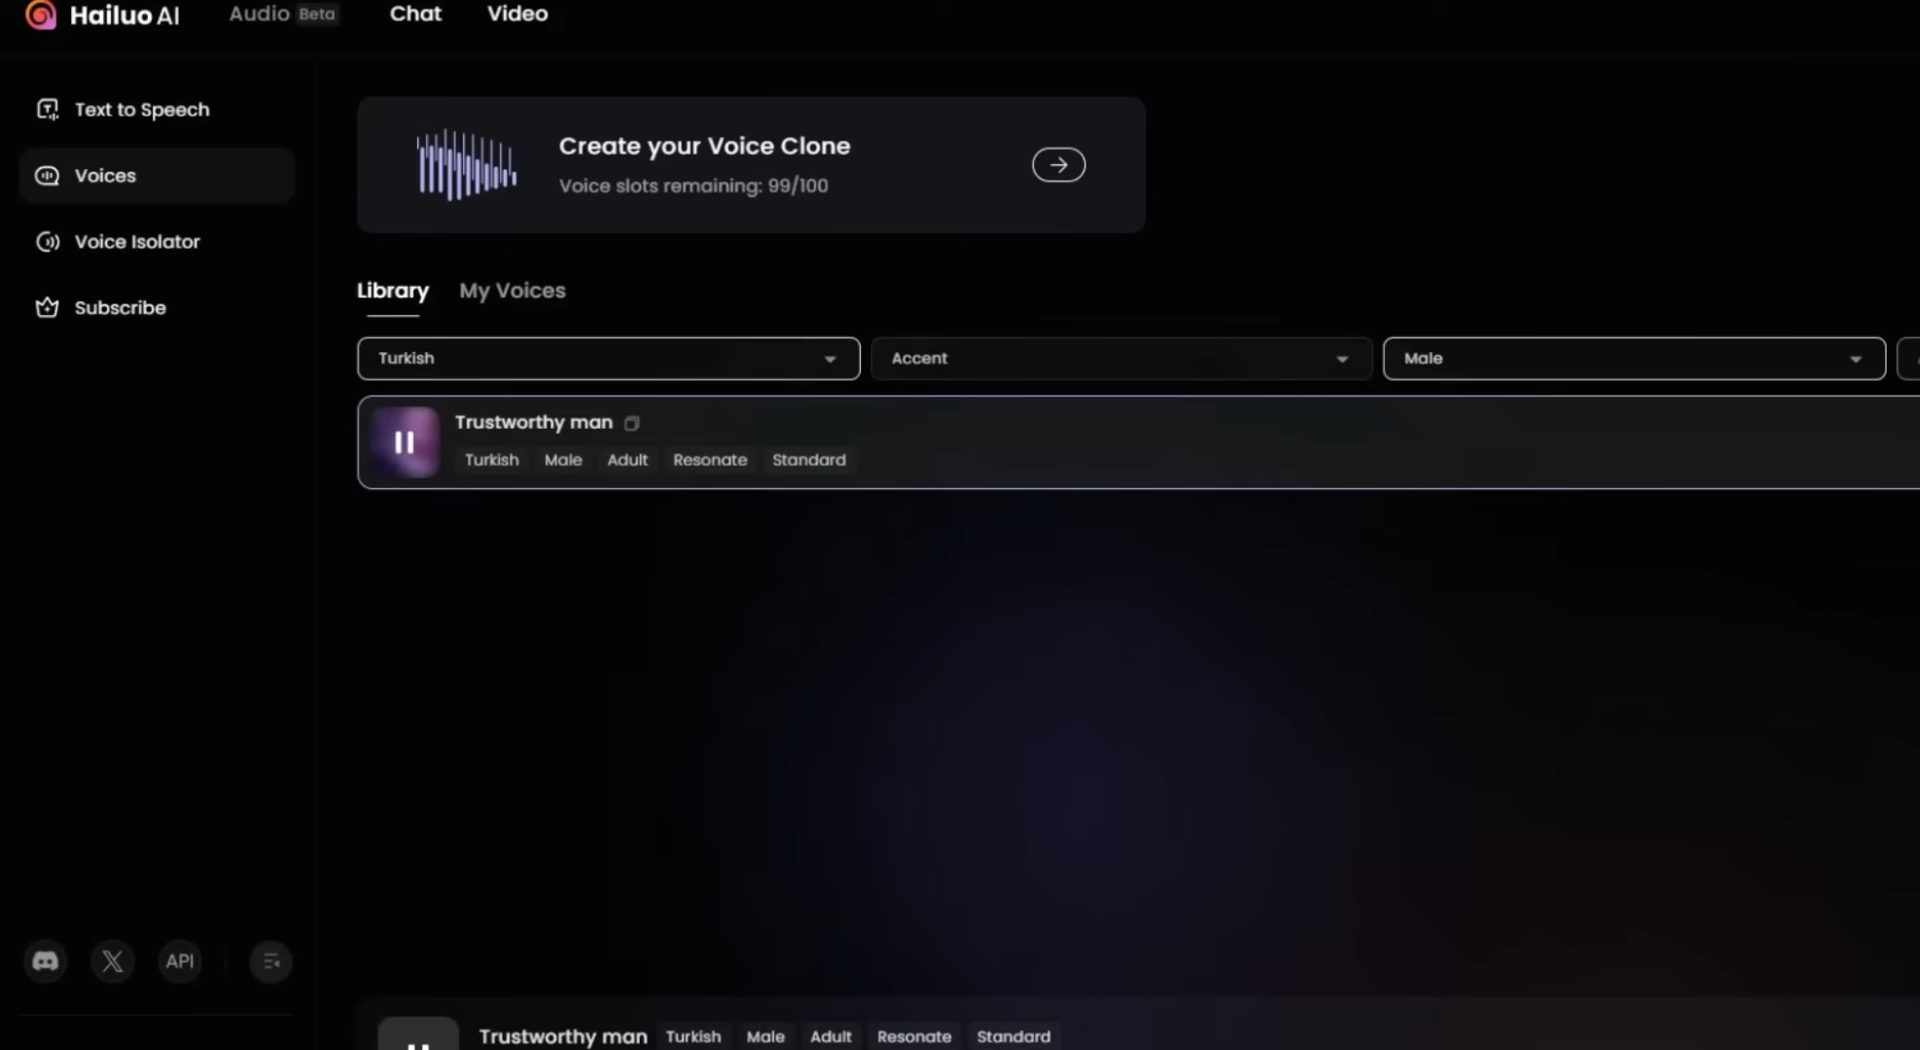 Hailuo AI Audio Beta Chat Video
Text to Speech
Voices
Voice Isolator
Subscribe
Create your Voice Clone
Voice slots remaining: 99/100
Library My Voices
Turkish Accent Male
Trustworthy man
Turkish Male Adult Resonate Standard
API
Trustworthy man Turkish Male Adult Resonate Standard